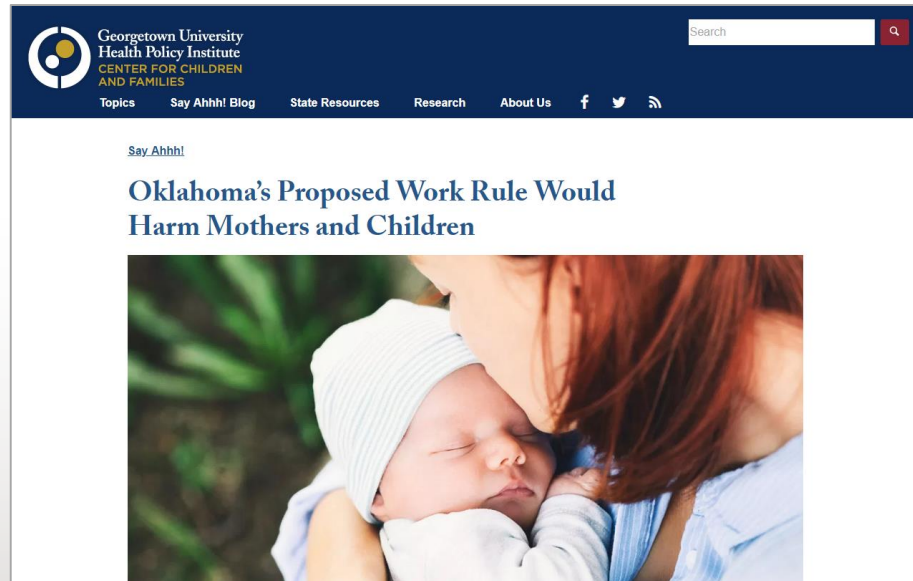 Georgetown University
Health Policy Institute
CENTER FOR CHILDREN
AND FAMILIES
Search
Topics Say Ahhh! Blog State Resources Research About Us
Say Ahhh!
Oklahoma's Proposed Work Rule Would
Harm Mothers and Children